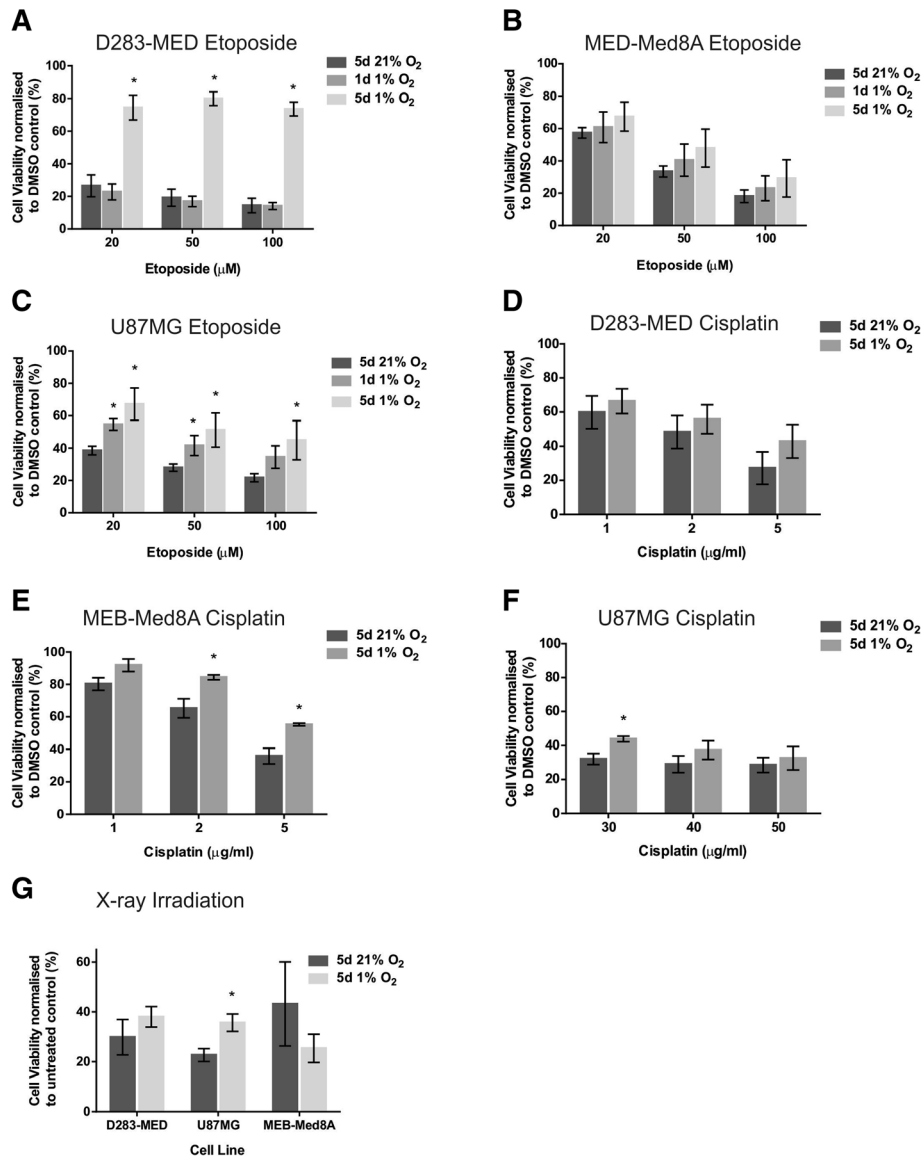 A
D283-MED Etoposide
Cell Viability normalised
to DMSO control (%)
100
80
60
40
20
0
*
*
*
20
50
100
Etoposide (μM)
5d 21% O2
1d 1% O2
5d 1% O2
B
MED-Med8A Etoposide
Cell Viability normalised
to DMSO control (%)
100
80
60
40
20
0
20
50
100
Etoposide (μM)
5d 21% O2
1d 1% O2
5d 1% O2
C
U87MG Etoposide
Cell Viability normalised
to DMSO control (%)
100
80
60
40
20
0
*
*
*
*
*
20
50
100
Etoposide (μM)
5d 21% O2
1d 1% O2
5d 1% O2
D
D283-MED Cisplatin
Cell Viability normalised
to DMSO control (%)
100
80
60
40
20
0
1
2
5
Cisplatin (μg/ml)
5d 21% O2
5d 1% O2
E
MEB-Med8A Cisplatin
Cell Viability normalised
to DMSO control (%)
100
80
60
40
20
0
*
*
1
2
5
Cisplatin (μg/ml)
5d 21% O2
5d 1% O2
F
U87MG Cisplatin
Cell Viability normalised
to DMSO control (%)
100
80
60
40
20
0
*
30
40
50
Cisplatin (μg/ml)
5d 21% O2
5d 1% O2
G
X-ray Irradiation
Cell Viability normalised
to untreated control (%)
60
40
20
0
*
D283-MED
U87MG
MEB-Med8A
Cell Line
5d 21% O2
5d 1% O2